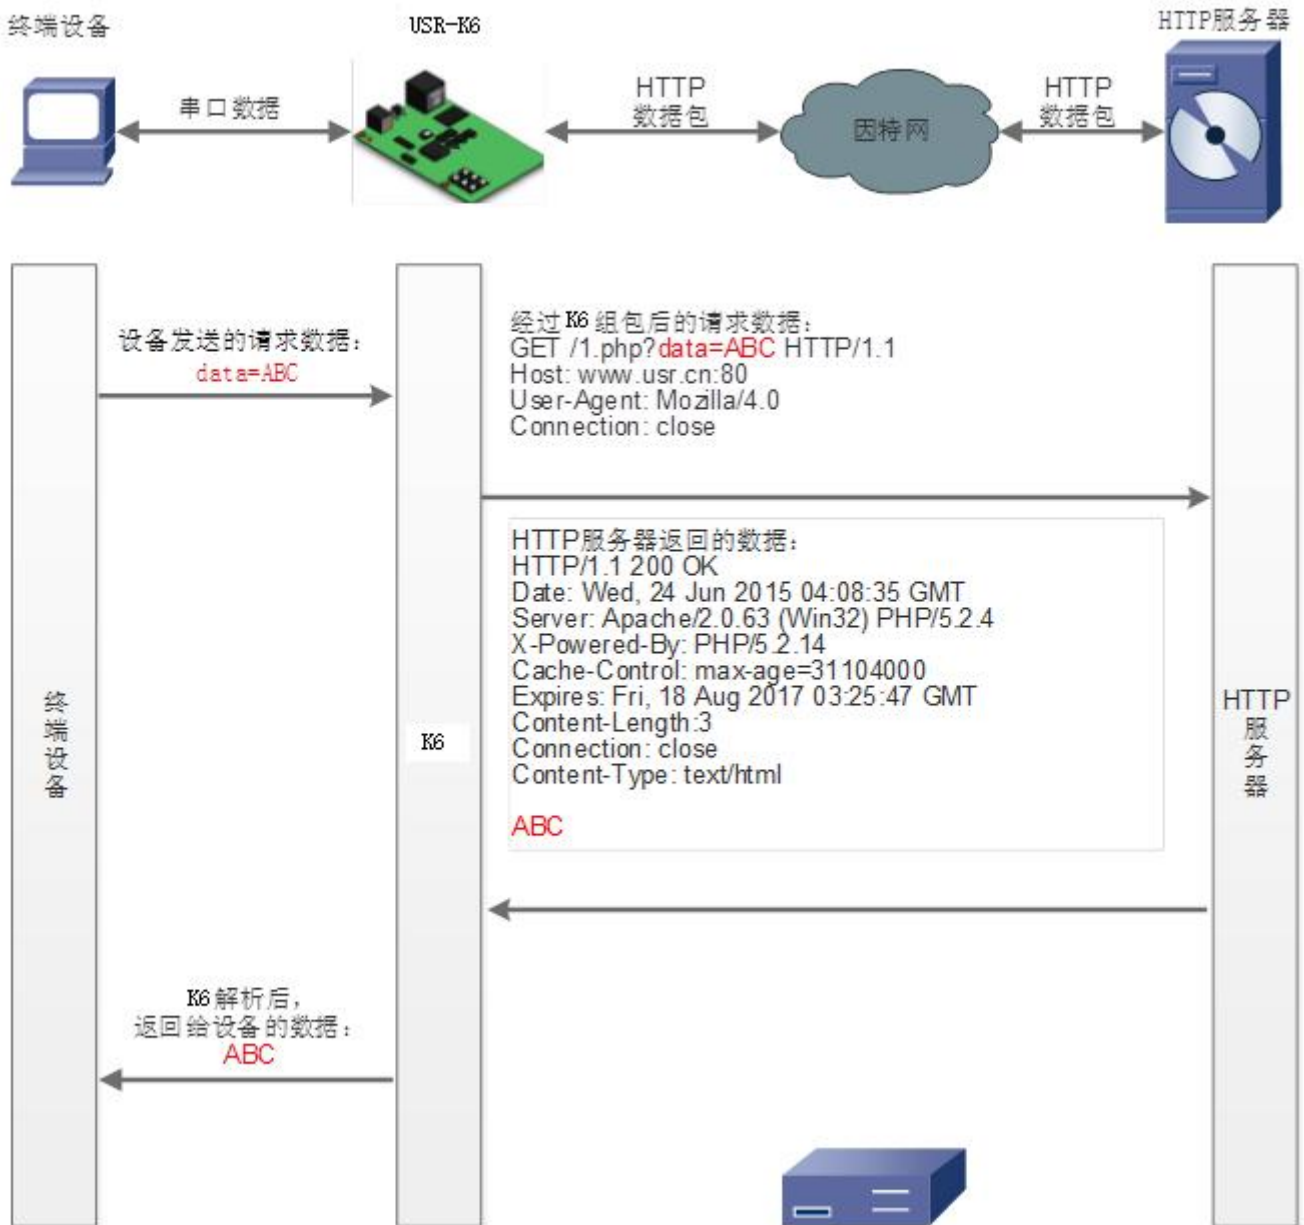 终端设备
USR-K6
HTTP服务器
串口数据
HTTP
数据包
因特网
HTTP
数据包
设备发送的请求数据：
data=ABC
经过K6组包后的请求数据：
GET /1.php?data=ABC HTTP/1.1
Host: www.usr.cn:80
User-Agent: Mozilla/4.0
Connection: close
HTTP服务器返回的数据：
HTTP/1.1 200 OK
Date: Wed, 24 Jun 2015 04:08:35 GMT
Server: Apache/2.0.63 (Win32) PHP/5.2.4
X-Powered-By: PHP/5.2.14
Cache-Control: max-age=31104000
Expires: Fri, 18 Aug 2017 03:25:47 GMT
Content-Length:3
Connection: close
Content-Type: text/html
ABC
终端设备
K6
HTTP
服务器
K6解析后，
返回给设备的数据：
ABC